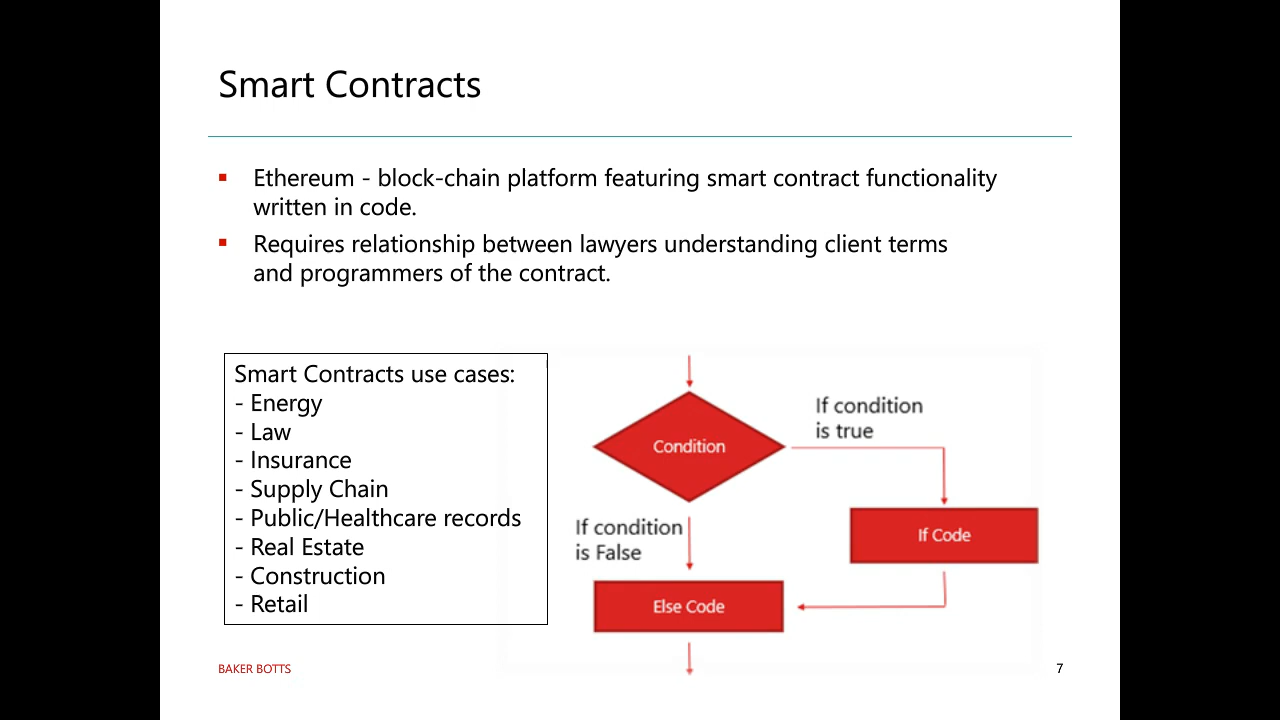 Smart Contracts
Ethereum - block-chain platform featuring smart contract functionality
written in code.
Requires relationship between lawyers understanding client terms
and programmers of the contract.
Smart Contracts use cases:
- Energy
- Law
- Insurance
- Supply Chain
- Public/Healthcare records
- Real Estate
- Construction
- Retail
Condition
If condition
is true
If Code
If condition
is False
Else Code
BAKER BOTTS
7